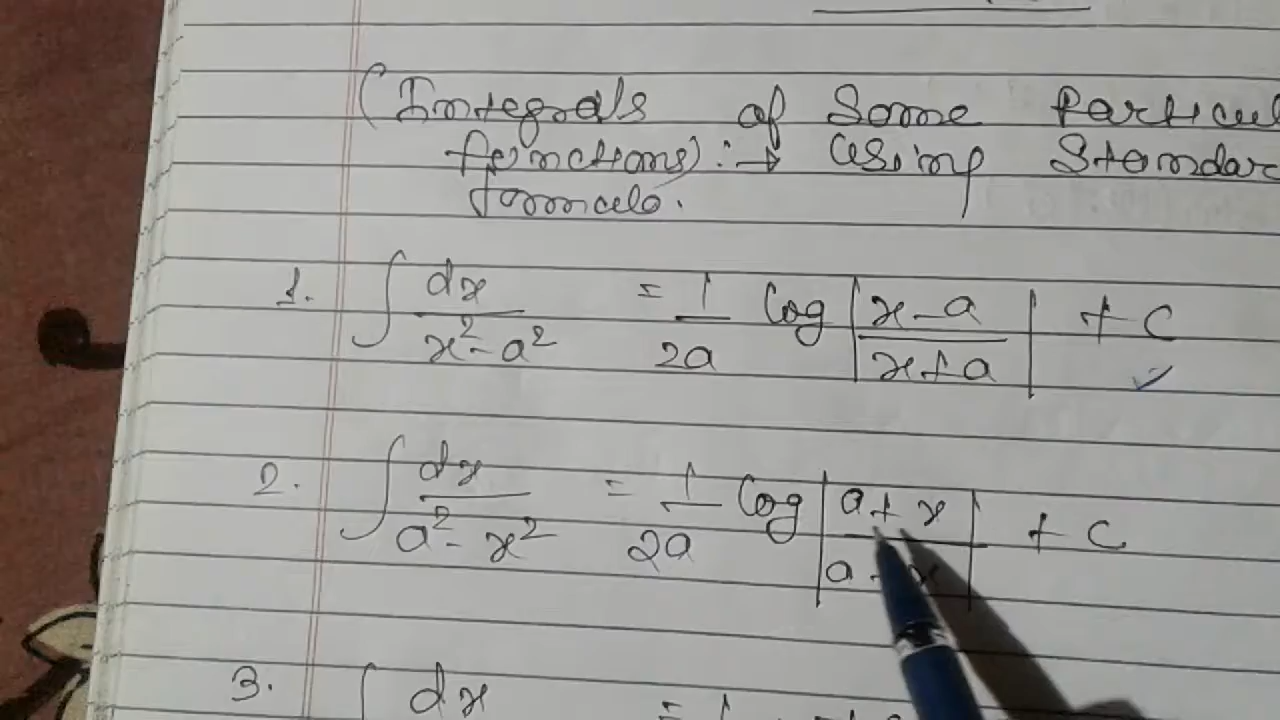 (Integrals of Some Particul
functions) :→ Using Standar
formula.
1. ∫ dx / x² - a² = 1 / 2a log | x - a / x + a | + C ✓
2. ∫ dx / a² - x² = 1 / 2a log | a + x / a - x | + C
3. ∫ dx = 1